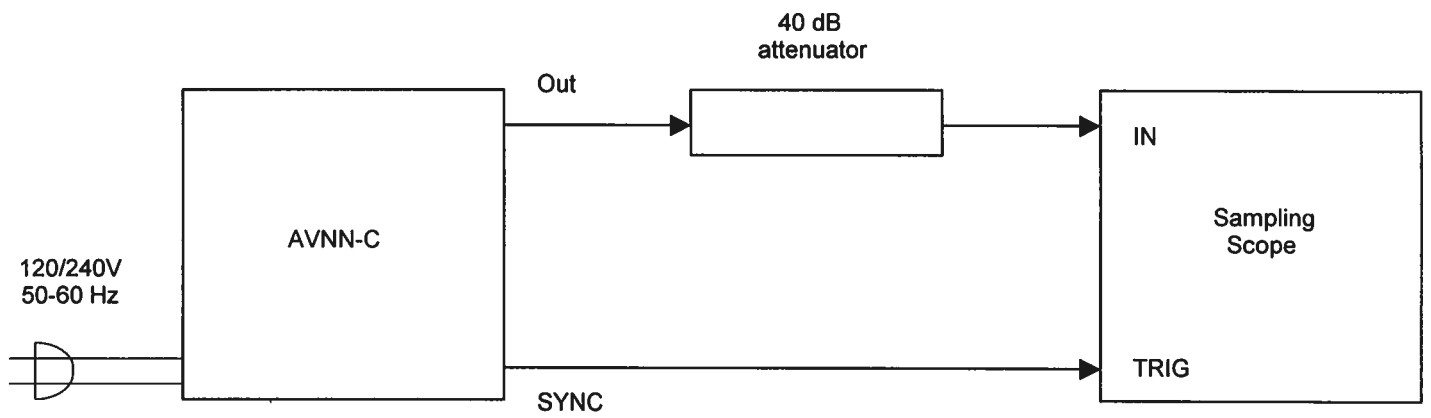 40 dB
attenuator
Out
IN
AVNN-C
Sampling
Scope
120/240V
50-60 Hz
TRIG
SYNC